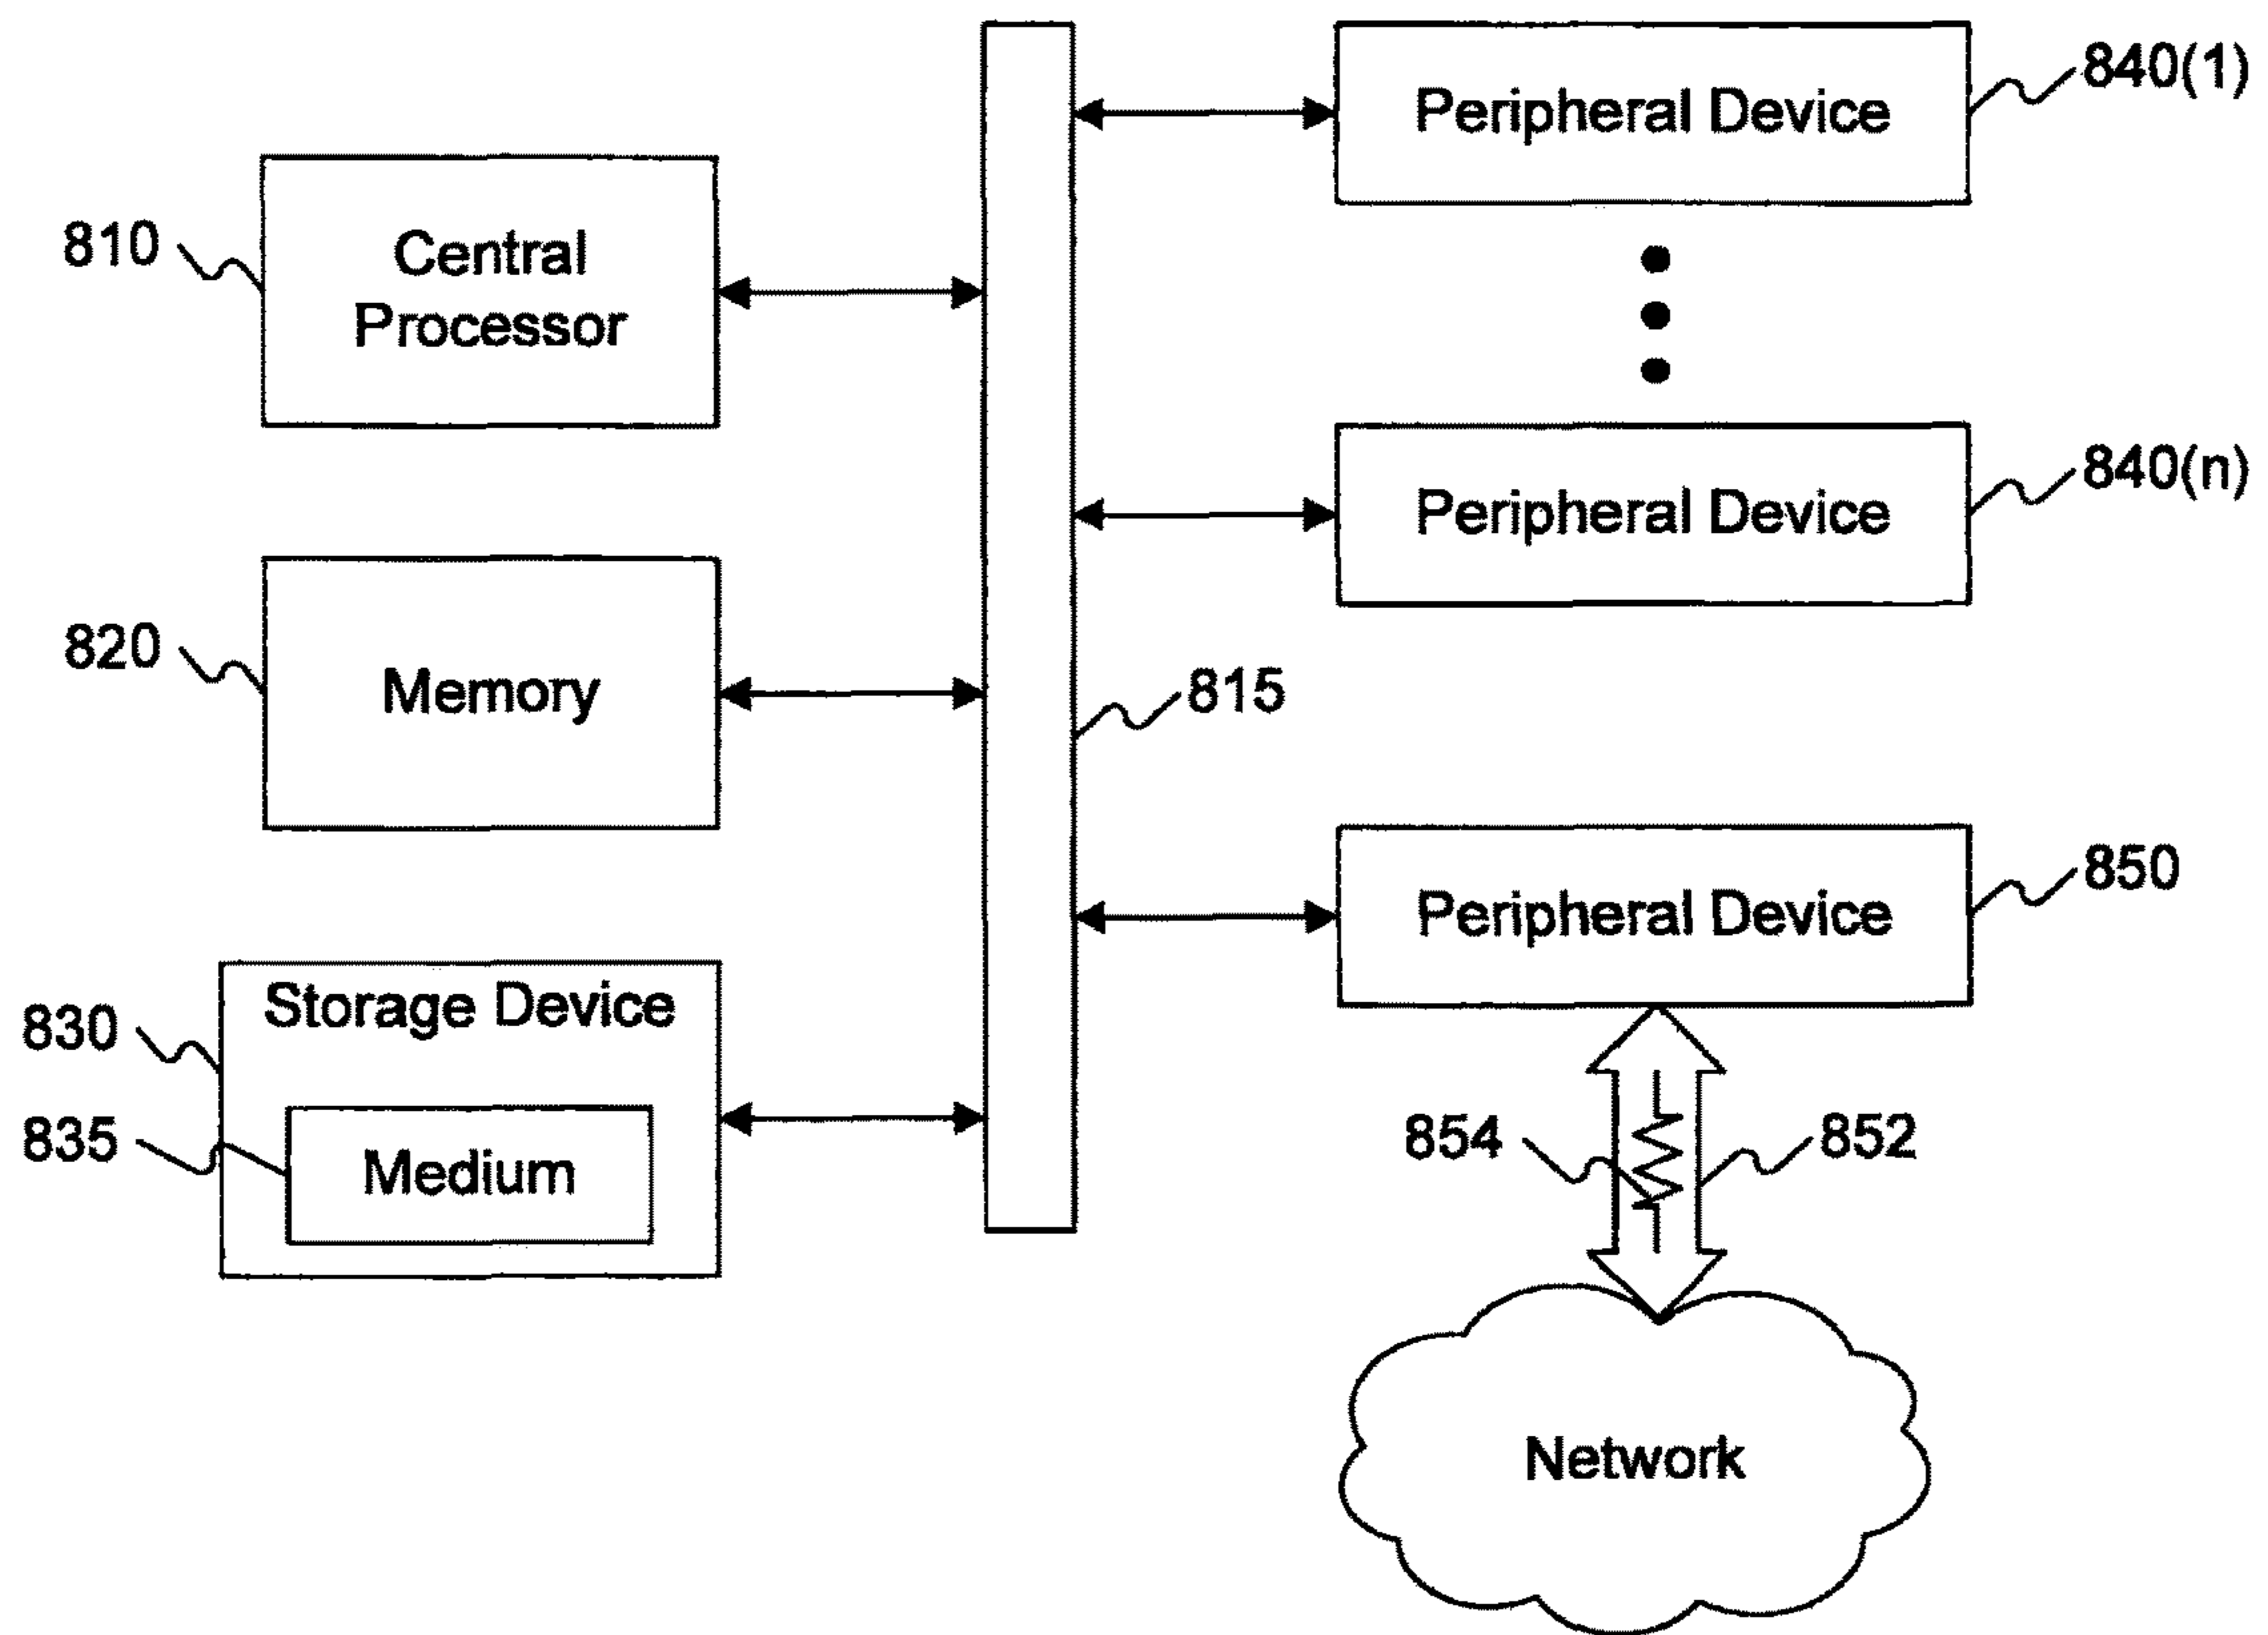 840(1)
Peripheral Device
810
Central
Processor
840(n)
Peripheral Device
820
Memory
815
850
Peripheral Device
830
Storage Device
835
Medium
854
852
Network